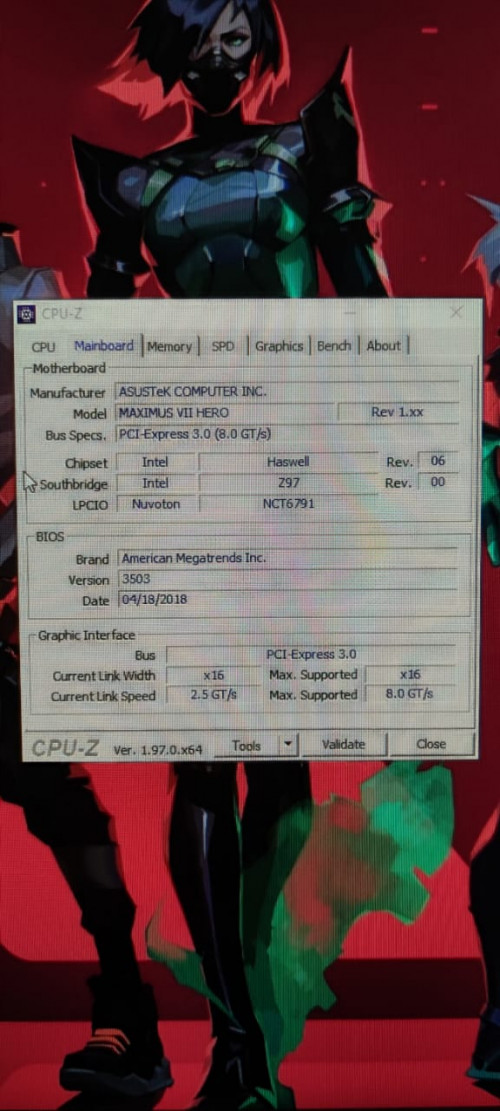 CPU-Z
CPU Mainboard Memory SPD Graphics Bench About
Motherboard
Manufacturer ASUSTeK COMPUTER INC.
Model MAXIMUS VII HERO Rev 1.xx
Bus Specs. PCI-Express 3.0 (8.0 GT/s)
Chipset Intel Haswell Rev. 06
Southbridge Intel Z97 Rev. 00
LPCIO Nuvoton NCT6791
BIOS
Brand American Megatrends Inc.
Version 3503
Date 04/18/2018
Graphic Interface
Bus PCI-Express 3.0
Current Link Width x16 Max. Supported x16
Current Link Speed 2.5 GT/s Max. Supported 8.0 GT/s
CPU-Z Ver. 1.97.0.x64 Tools Validate Close